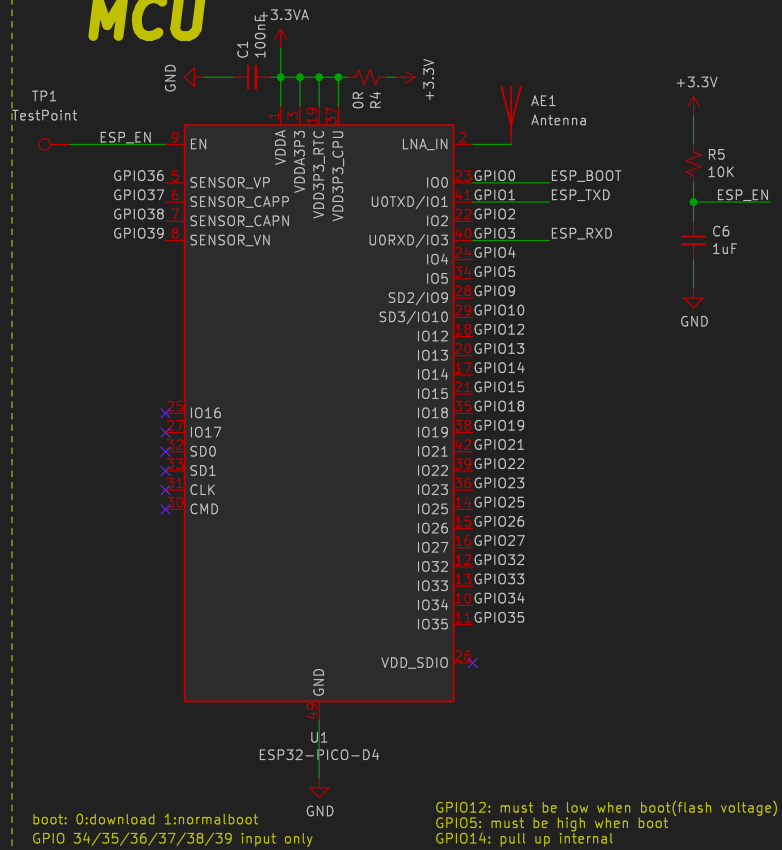 MCU
+3.3VA
C1
100nF
GND
0R
R4
+3.3V
TP1
TestPoint
ESP_EN
9 EN
1 VDDA
3 VDDA3P3
19 VDD3P3_RTC
37 VDD3P3_CPU
LNA_IN 2
AE1
Antenna
+3.3V
R5
10K
ESP_EN
C6
1uF
GND
GPIO36 5 SENSOR_VP
GPIO37 6 SENSOR_CAPP
GPIO38 7 SENSOR_CAPN
GPIO39 8 SENSOR_VN
IO0 23 GPIO0 ESP_BOOT
U0TXD/IO1 41 GPIO1 ESP_TXD
IO2 22 GPIO2
U0RXD/IO3 40 GPIO3 ESP_RXD
IO4 24 GPIO4
IO5 34 GPIO5
SD2/IO9 28 GPIO9
SD3/IO10 29 GPIO10
IO12 18 GPIO12
IO13 20 GPIO13
IO14 17 GPIO14
IO15 21 GPIO15
IO18 35 GPIO18
IO19 38 GPIO19
IO21 42 GPIO21
IO22 39 GPIO22
IO23 36 GPIO23
IO25 14 GPIO25
IO26 15 GPIO26
IO27 16 GPIO27
IO32 12 GPIO32
IO33 13 GPIO33
IO34 10 GPIO34
IO35 11 GPIO35
25 IO16
27 IO17
32 SD0
33 SD1
31 CLK
30 CMD
VDD_SDIO 26
GND
49
U1
ESP32-PICO-D4
GND
boot: 0:download 1:normalboot
GPIO 34/35/36/37/38/39 input only
GPIO12: must be low when boot(flash voltage)
GPIO5: must be high when boot
GPIO14: pull up internal